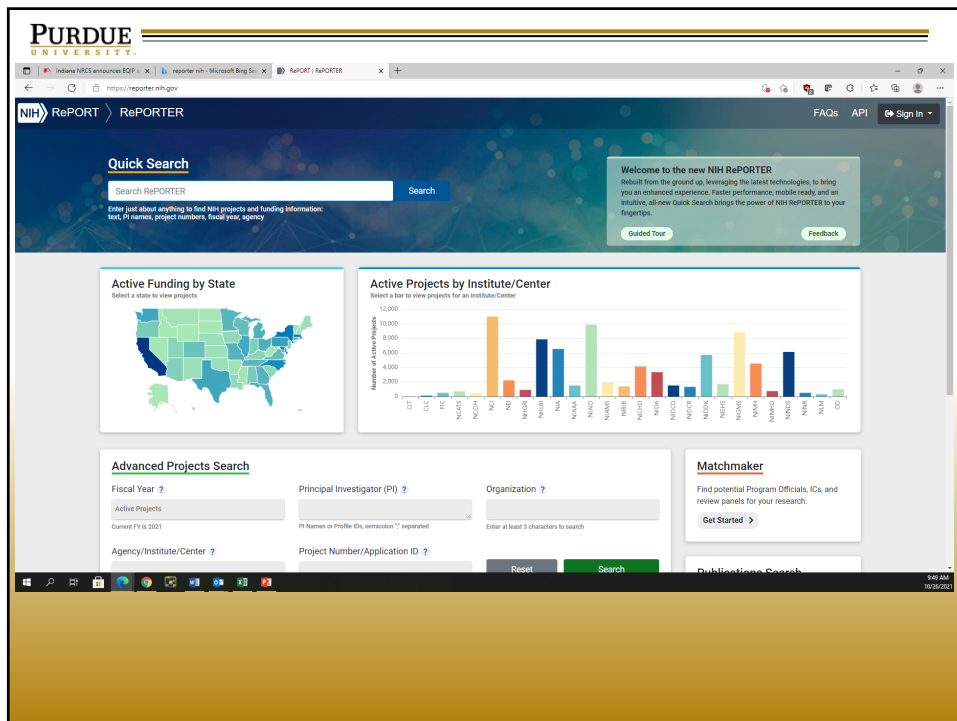 PURDUE
UNIVERSITY.
Indiana NRCS announces EQIP a
reporter nih - Microsoft Bing Sea
RePORT ⟩ RePORTER
https://reporter.nih.gov
NIH RePORT ⟩ RePORTER
FAQs API Sign In
Quick Search
Search RePORTER Search
Enter just about anything to find NIH projects and funding information:
text, PI names, project numbers, fiscal year, agency
Welcome to the new NIH RePORTER
Rebuilt from the ground up, leveraging the latest technologies, to bring
you an enhanced experience. Faster performance, mobile ready, and an
intuitive, all-new Quick Search brings the power of NIH RePORTER to your
fingertips.
Guided Tour Feedback
Active Funding by State
Select a state to view projects
Active Projects by Institute/Center
Select a bar to view projects for an Institute/Center
Number of Active Projects
12,000
10,000
8,000
6,000
4,000
2,000
0
CIT
CLC
FIC
NCATS
NCCIH
NCI
NEI
NHGRI
NHLBI
NIA
NIAAA
NIAID
NIAMS
NIBIB
NICHD
NIDA
NIDCD
NIDCR
NIDDK
NIEHS
NIGMS
NIMH
NIMHD
NINDS
NINR
NLM
OD
Advanced Projects Search
Fiscal Year ? Principal Investigator (PI) ? Organization ?
Active Projects
Current FY is 2021 PI Names or Profile IDs, semicolon ";" separated Enter at least 3 characters to search
Agency/Institute/Center ? Project Number/Application ID ?
Reset Search
Matchmaker
Find potential Program Officials, ICs, and
review panels for your research.
Get Started >
Publications Search
9:49 AM
10/26/2021